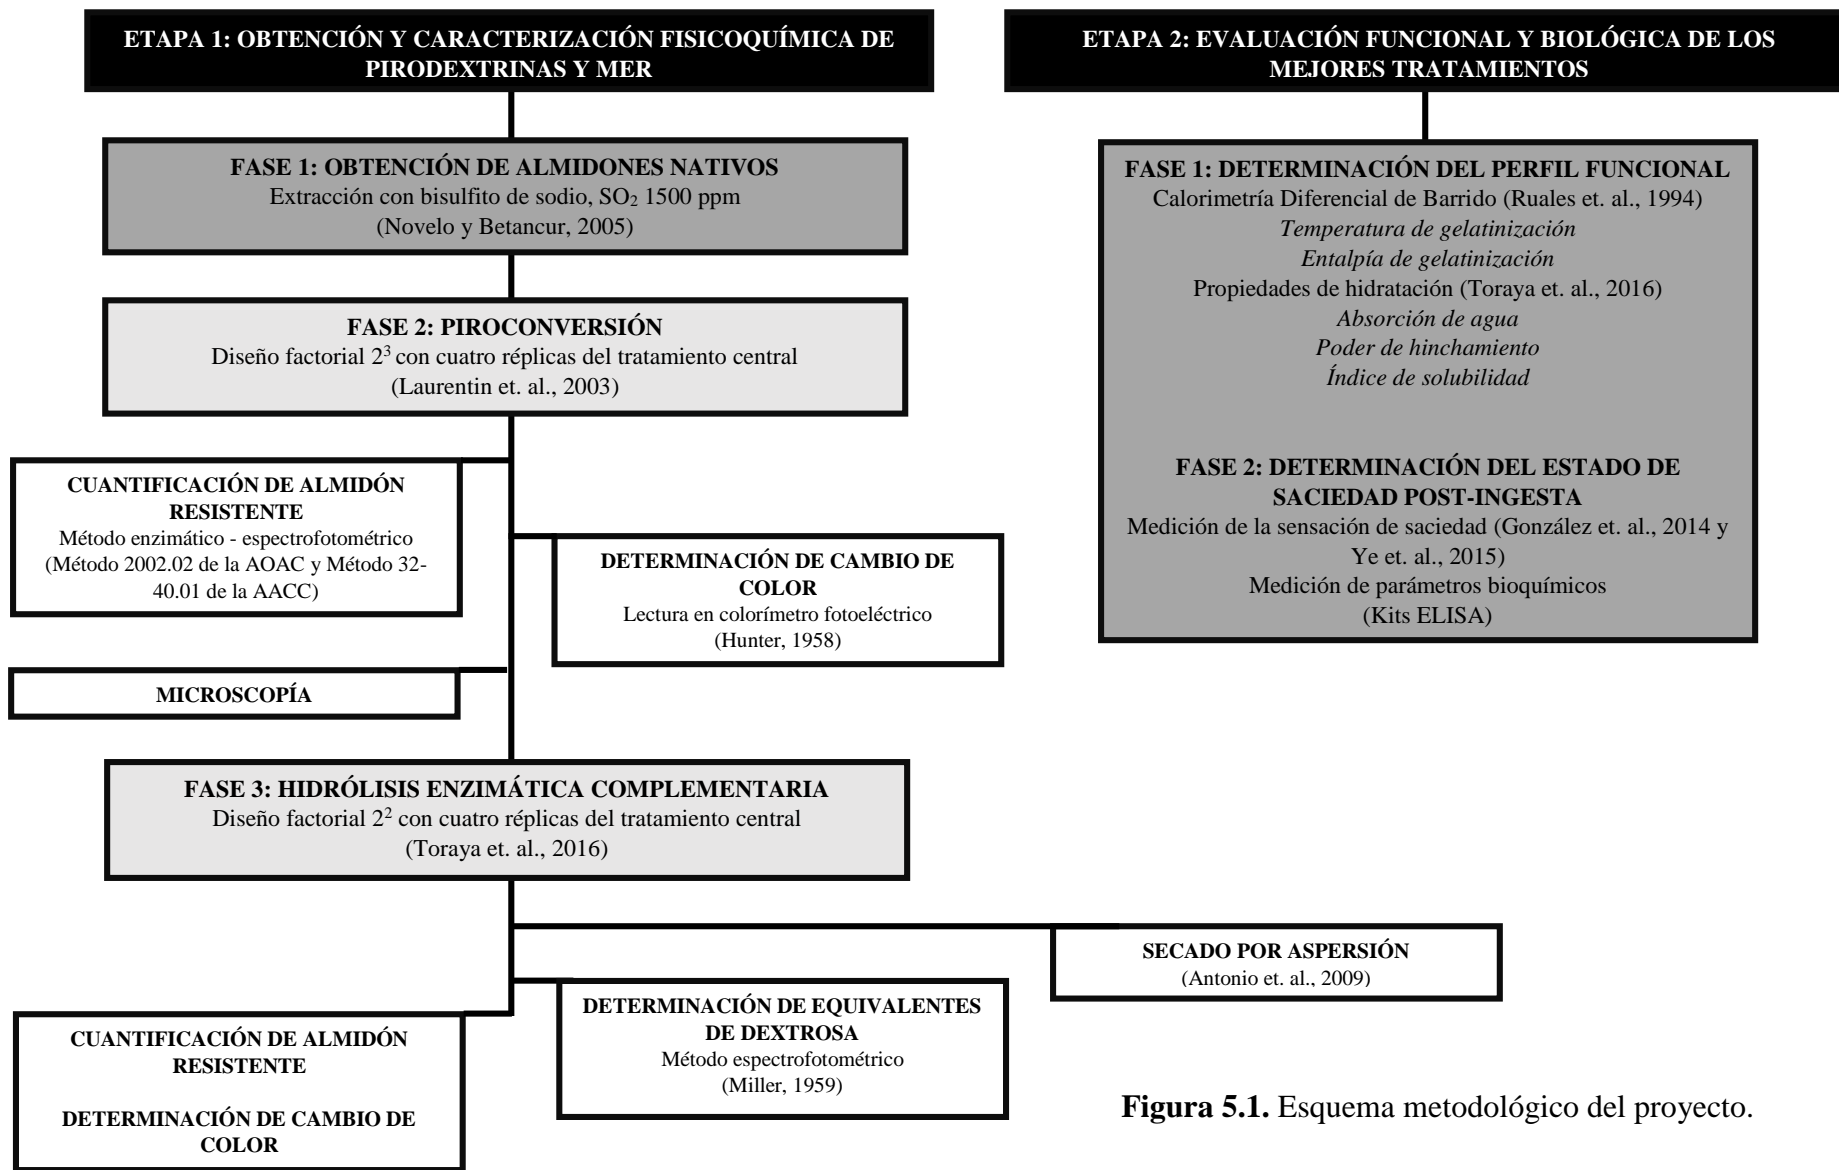 ETAPA 1: OBTENCIÓN Y CARACTERIZACIÓN FISICOQUÍMICA DE
PIRODEXTRINAS Y MER
FASE 1: OBTENCIÓN DE ALMIDONES NATIVOS
Extracción con bisulfito de sodio, SO₂ 1500 ppm
(Novelo y Betancur, 2005)
FASE 2: PIROCONVERSIÓN
Diseño factorial 2³ con cuatro réplicas del tratamiento central
(Laurentin et. al., 2003)
CUANTIFICACIÓN DE ALMIDÓN
RESISTENTE
Método enzimático - espectrofotométrico
(Método 2002.02 de la AOAC y Método 32-
40.01 de la AACC)
DETERMINACIÓN DE CAMBIO DE
COLOR
Lectura en colorímetro fotoeléctrico
(Hunter, 1958)
MICROSCOPÍA
FASE 3: HIDRÓLISIS ENZIMÁTICA COMPLEMENTARIA
Diseño factorial 2² con cuatro réplicas del tratamiento central
(Toraya et. al., 2016)
SECADO POR ASPERSIÓN
(Antonio et. al., 2009)
DETERMINACIÓN DE EQUIVALENTES
DE DEXTROSA
Método espectrofotométrico
(Miller, 1959)
CUANTIFICACIÓN DE ALMIDÓN
RESISTENTE
DETERMINACIÓN DE CAMBIO DE
COLOR
ETAPA 2: EVALUACIÓN FUNCIONAL Y BIOLÓGICA DE LOS
MEJORES TRATAMIENTOS
FASE 1: DETERMINACIÓN DEL PERFIL FUNCIONAL
Calorimetría Diferencial de Barrido (Ruales et. al., 1994)
Temperatura de gelatinización
Entalpía de gelatinización
Propiedades de hidratación (Toraya et. al., 2016)
Absorción de agua
Poder de hinchamiento
Índice de solubilidad
FASE 2: DETERMINACIÓN DEL ESTADO DE
SACIEDAD POST-INGESTA
Medición de la sensación de saciedad (González et. al., 2014 y
Ye et. al., 2015)
Medición de parámetros bioquímicos
(Kits ELISA)
Figura 5.1. Esquema metodológico del proyecto.